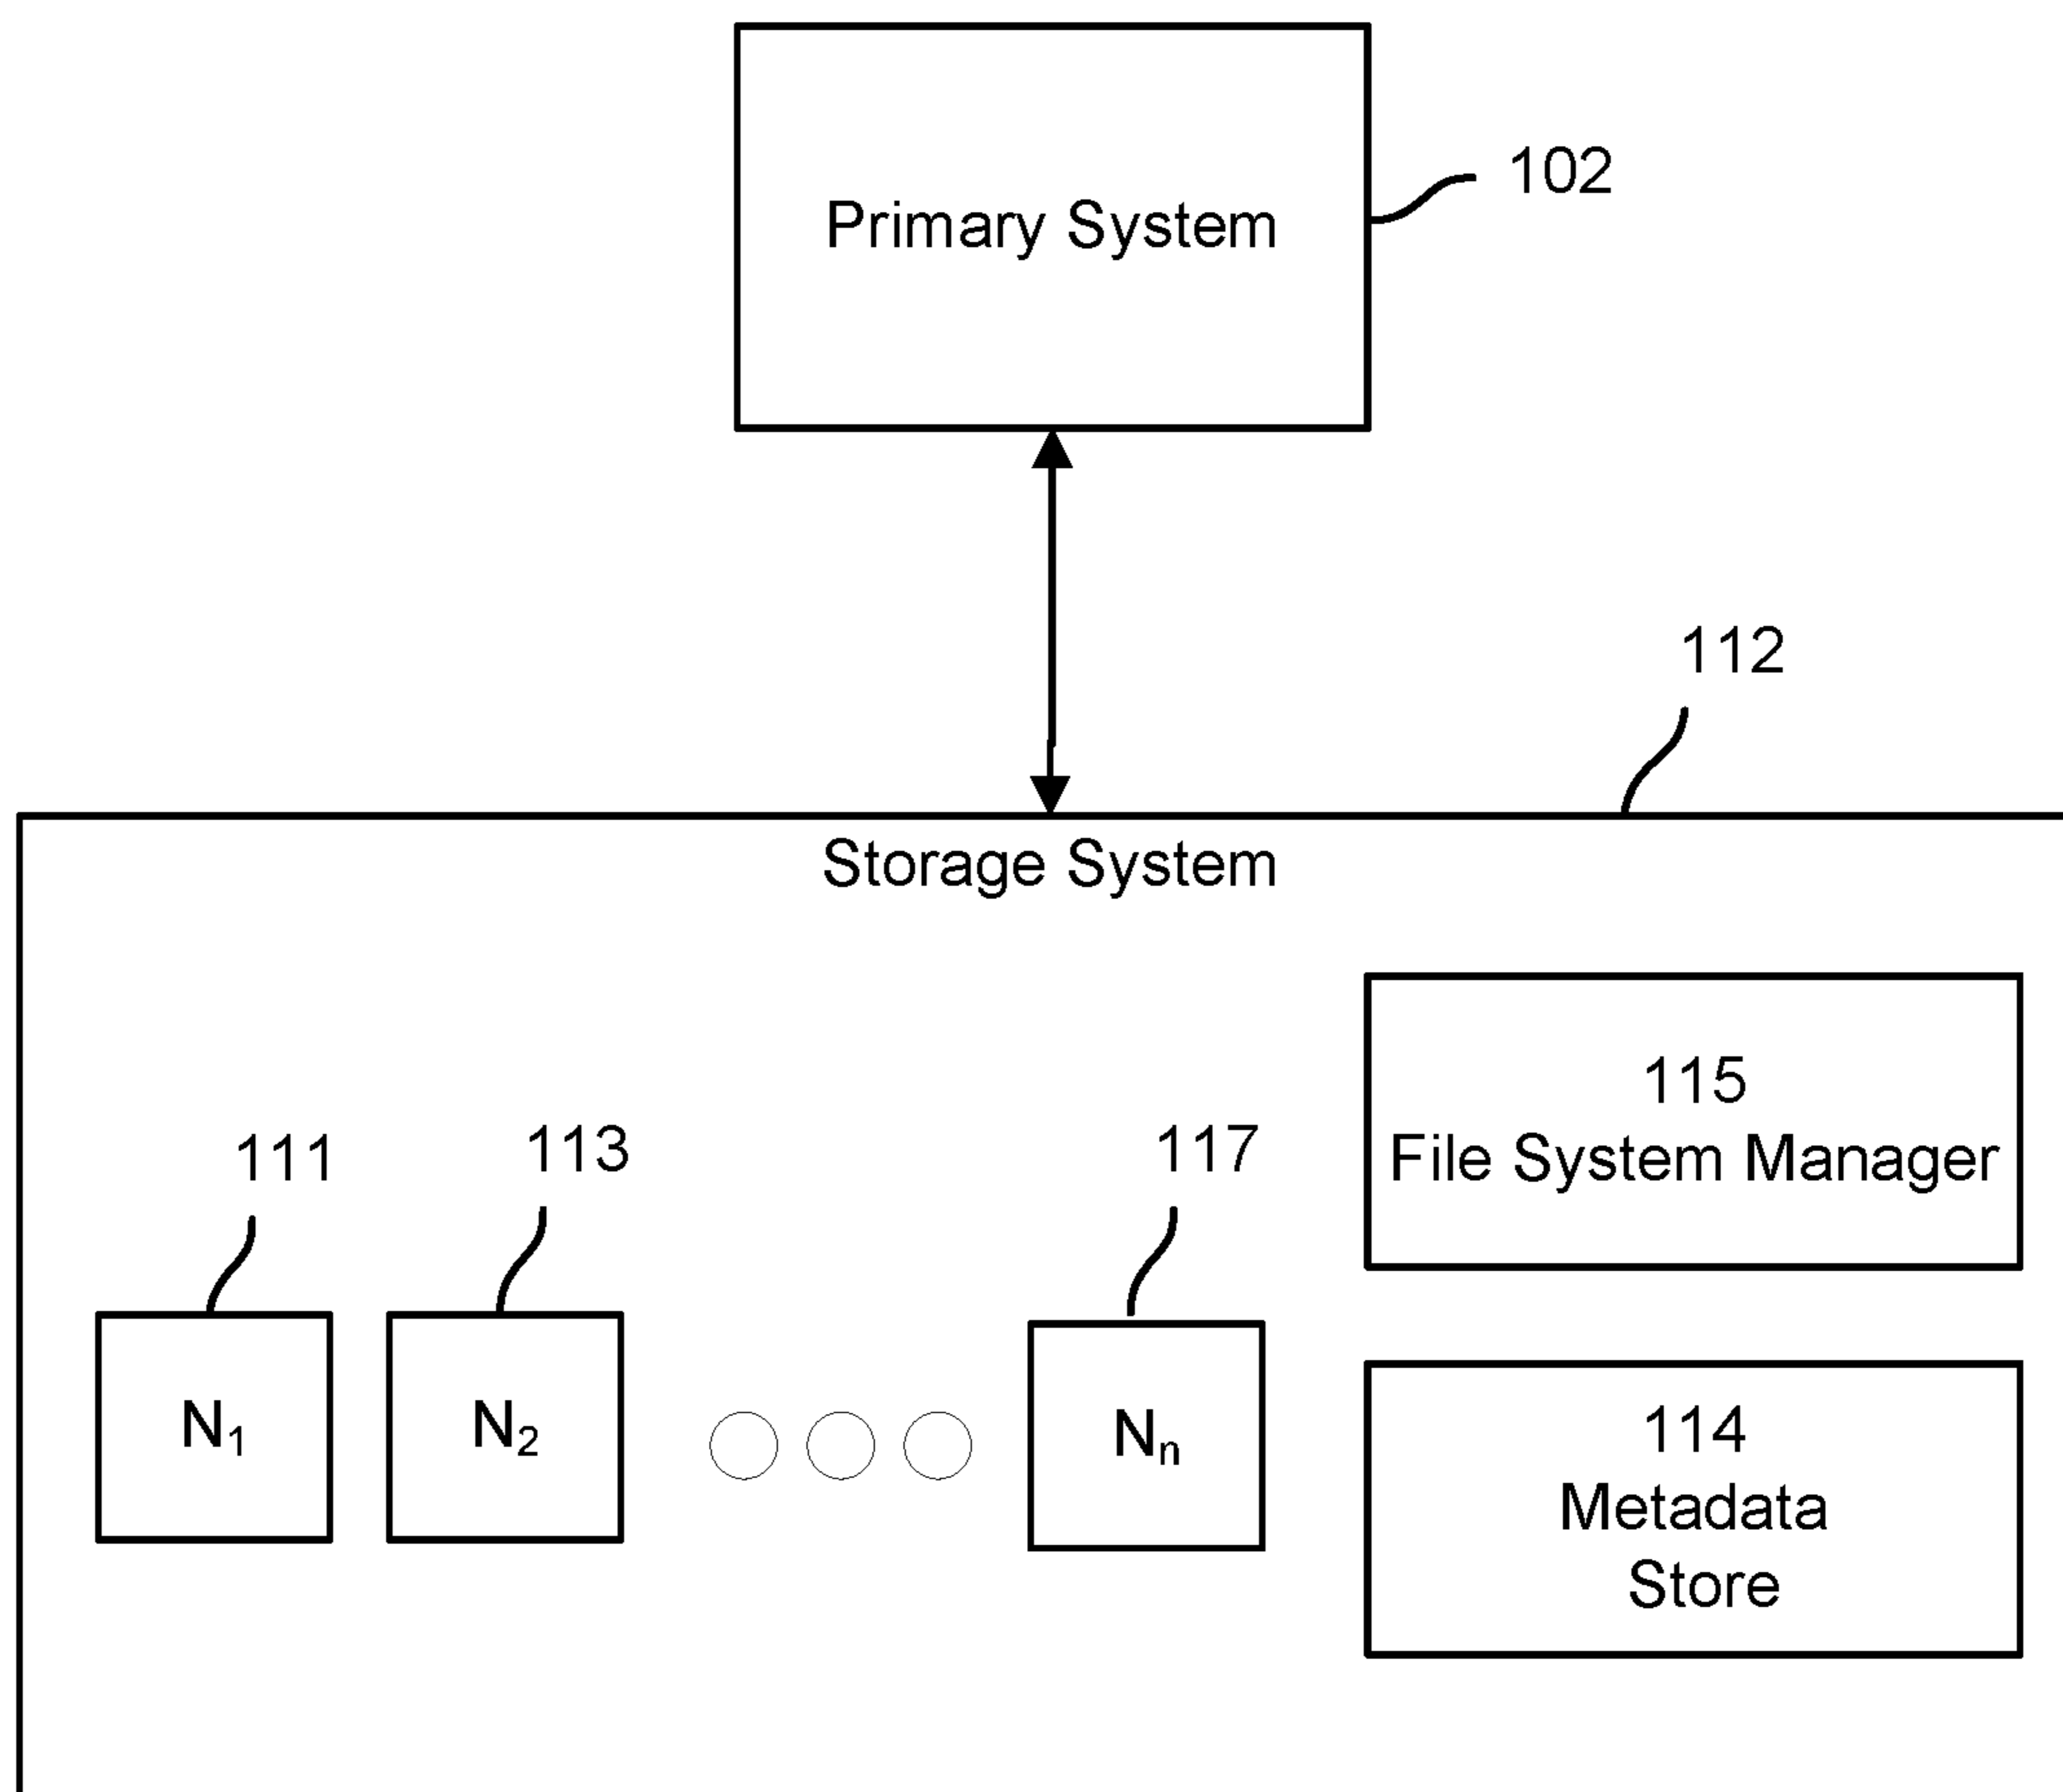 102
Primary System
112
Storage System
115
File System Manager
111
113
117
N₁
N₂
Nₙ
114
Metadata
Store